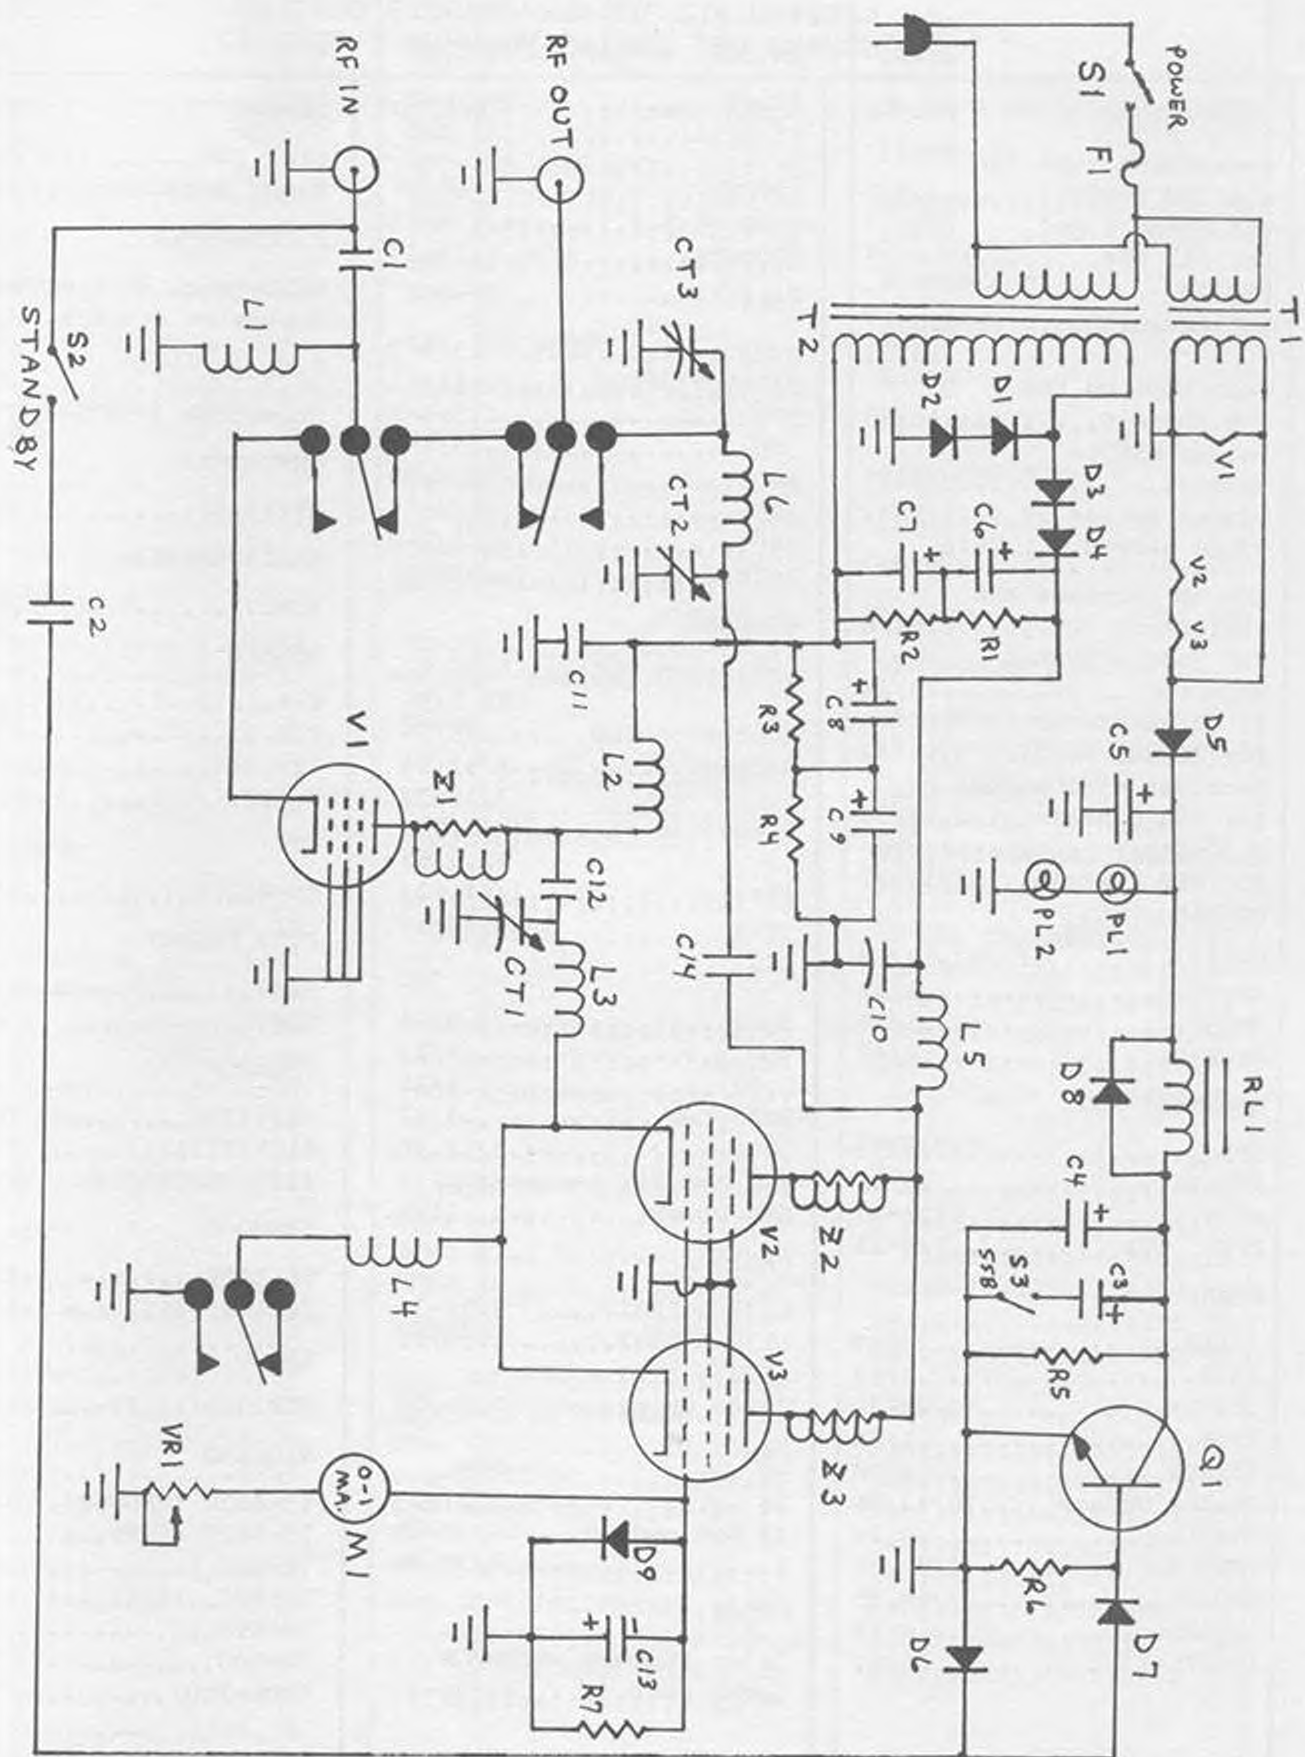 POWER
S1
F1
T1
T2
RF IN
RF OUT
C1
L1
S2
STANDBY
C2
CT3
L6
CT2
D2
D1
D3
D4
C7
C6
R2
R1
V1
V2
V3
D5
C5
+
PL1
PL2
C8
+
C9
+
R3
R4
C10
C11
L2
V1
Z1
C12
CT1
L3
C14
L5
D8
RL1
C4
+
C3
+
S3
SSB
R5
Q1
R6
D7
D6
V2
Z2
V3
Z3
L4
VR1
0-1
MA.
M1
D9
C13
+
-
R7